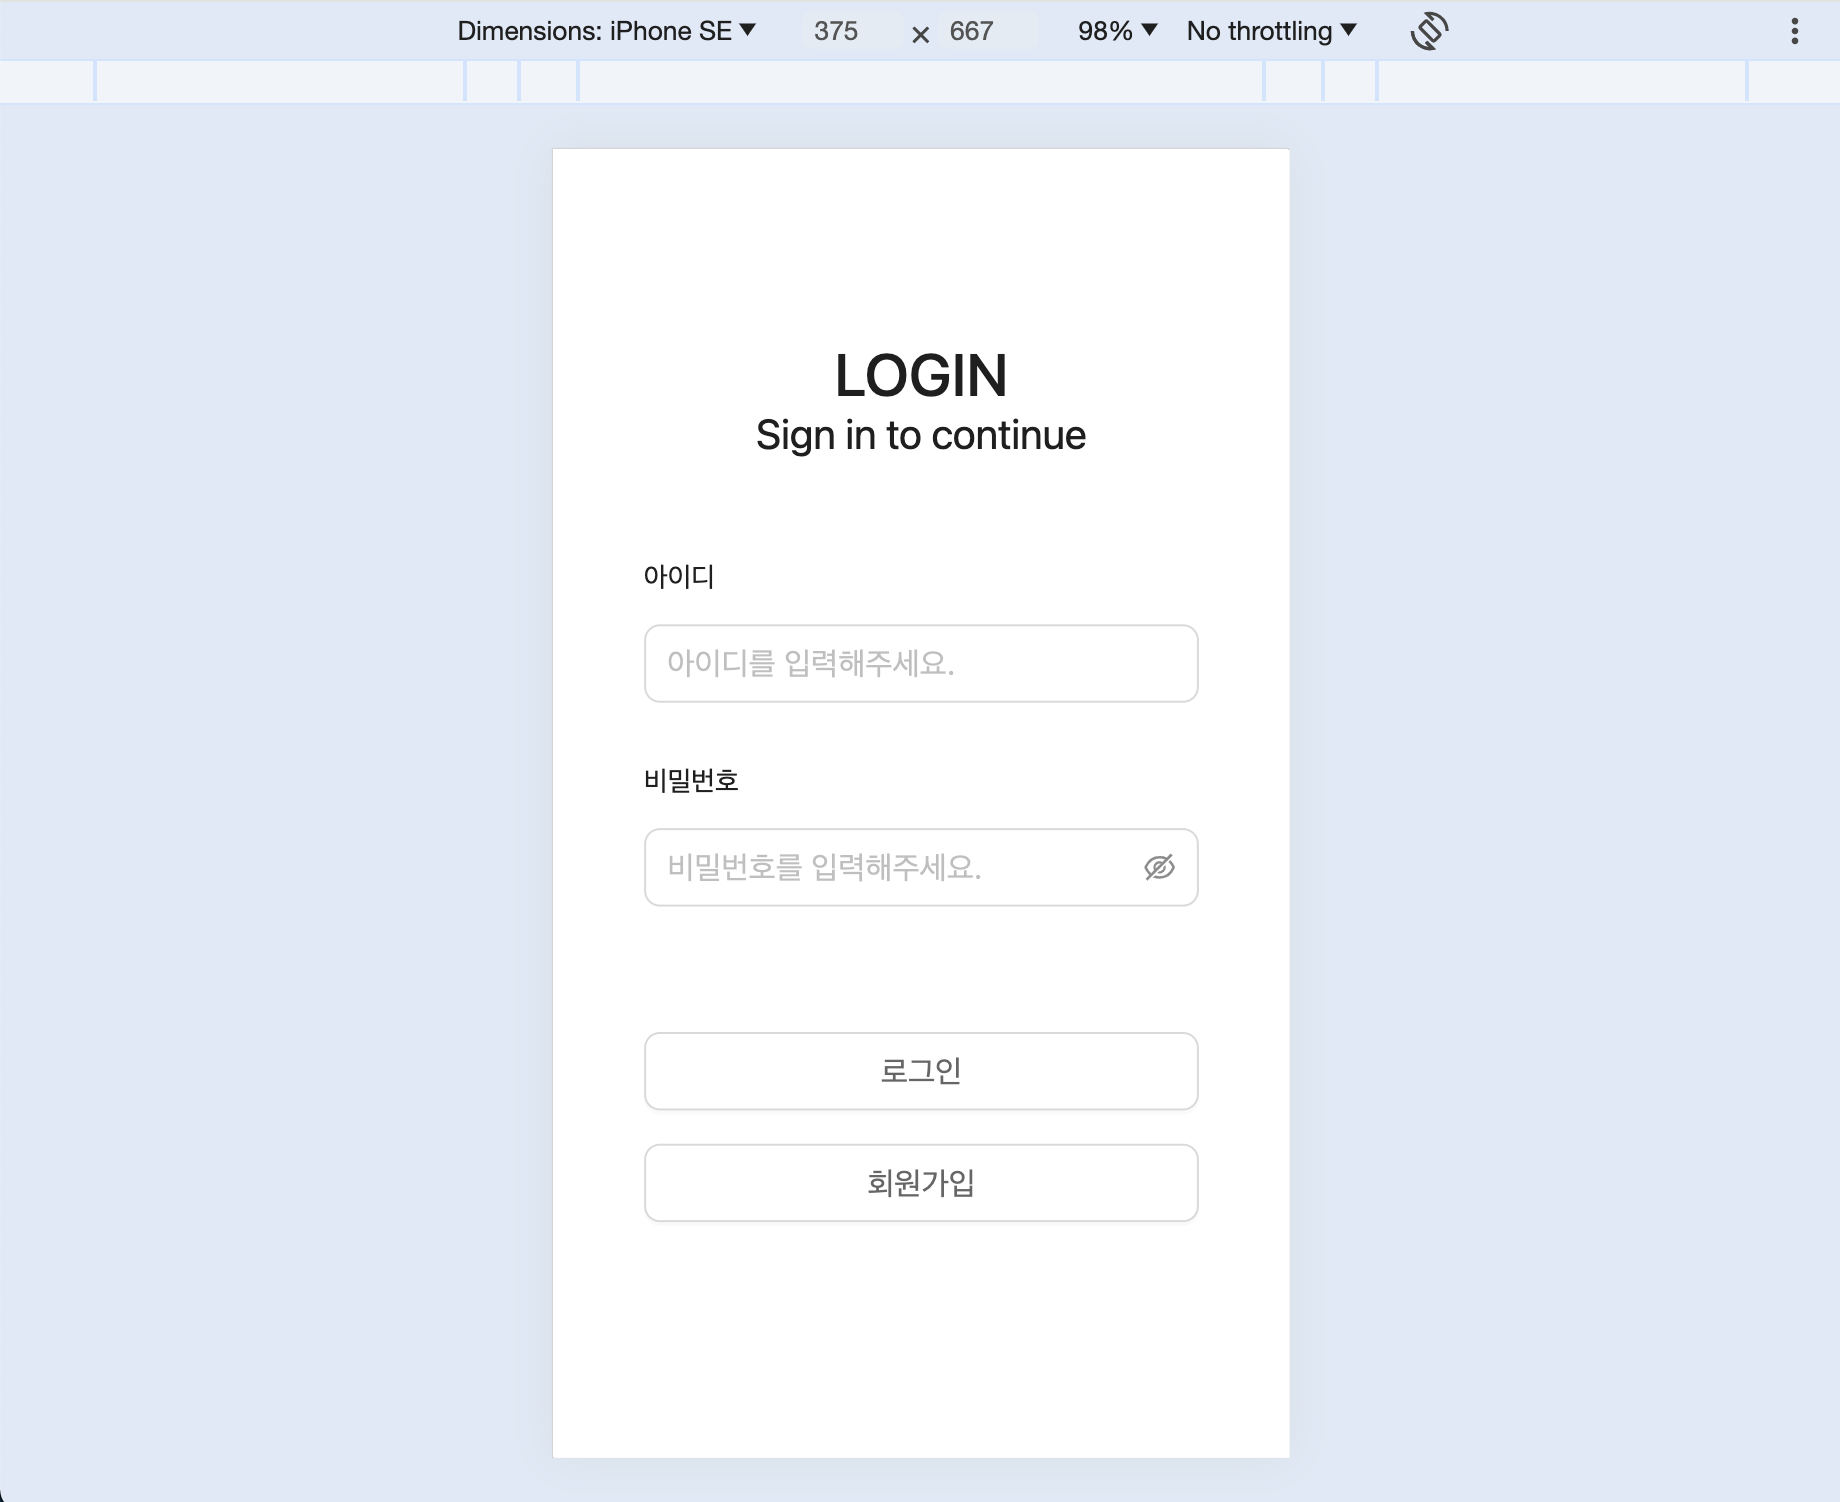 Dimensions: iPhone SE 375 × 667 98% No throttling
LOGIN
Sign in to continue
아이디
아이디를 입력해주세요.
비밀번호
비밀번호를 입력해주세요.
로그인
회원가입